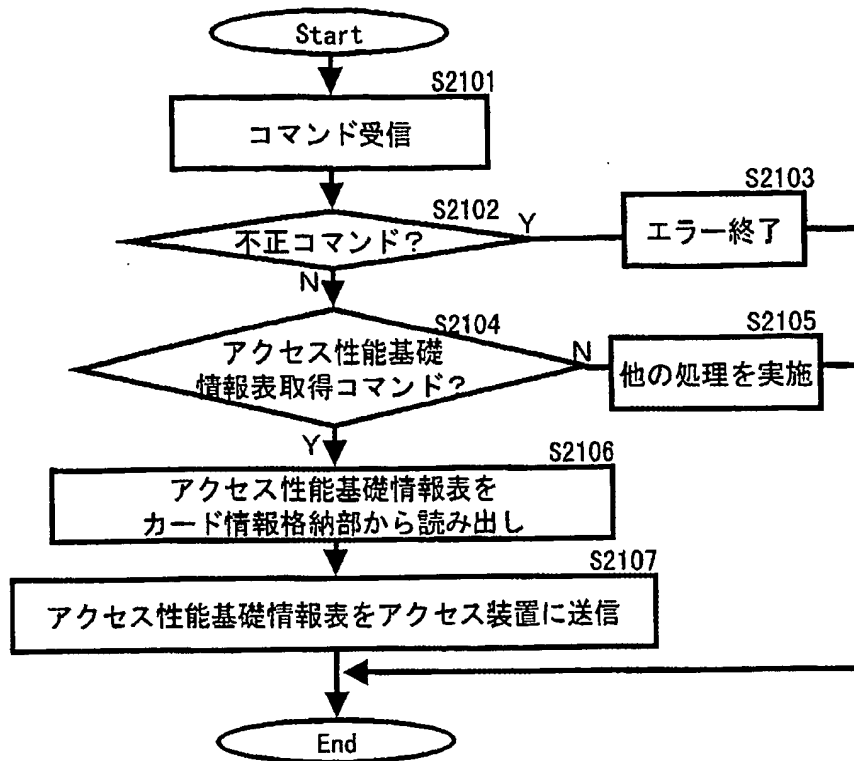 Start
S2101
コマンド受信
S2102
不正コマンド？
Y
S2103
エラー終了
N
S2104
アクセス性能基礎
情報表取得コマンド？
N
S2105
他の処理を実施
Y
S2106
アクセス性能基礎情報表を
カード情報格納部から読み出し
S2107
アクセス性能基礎情報表をアクセス装置に送信
End